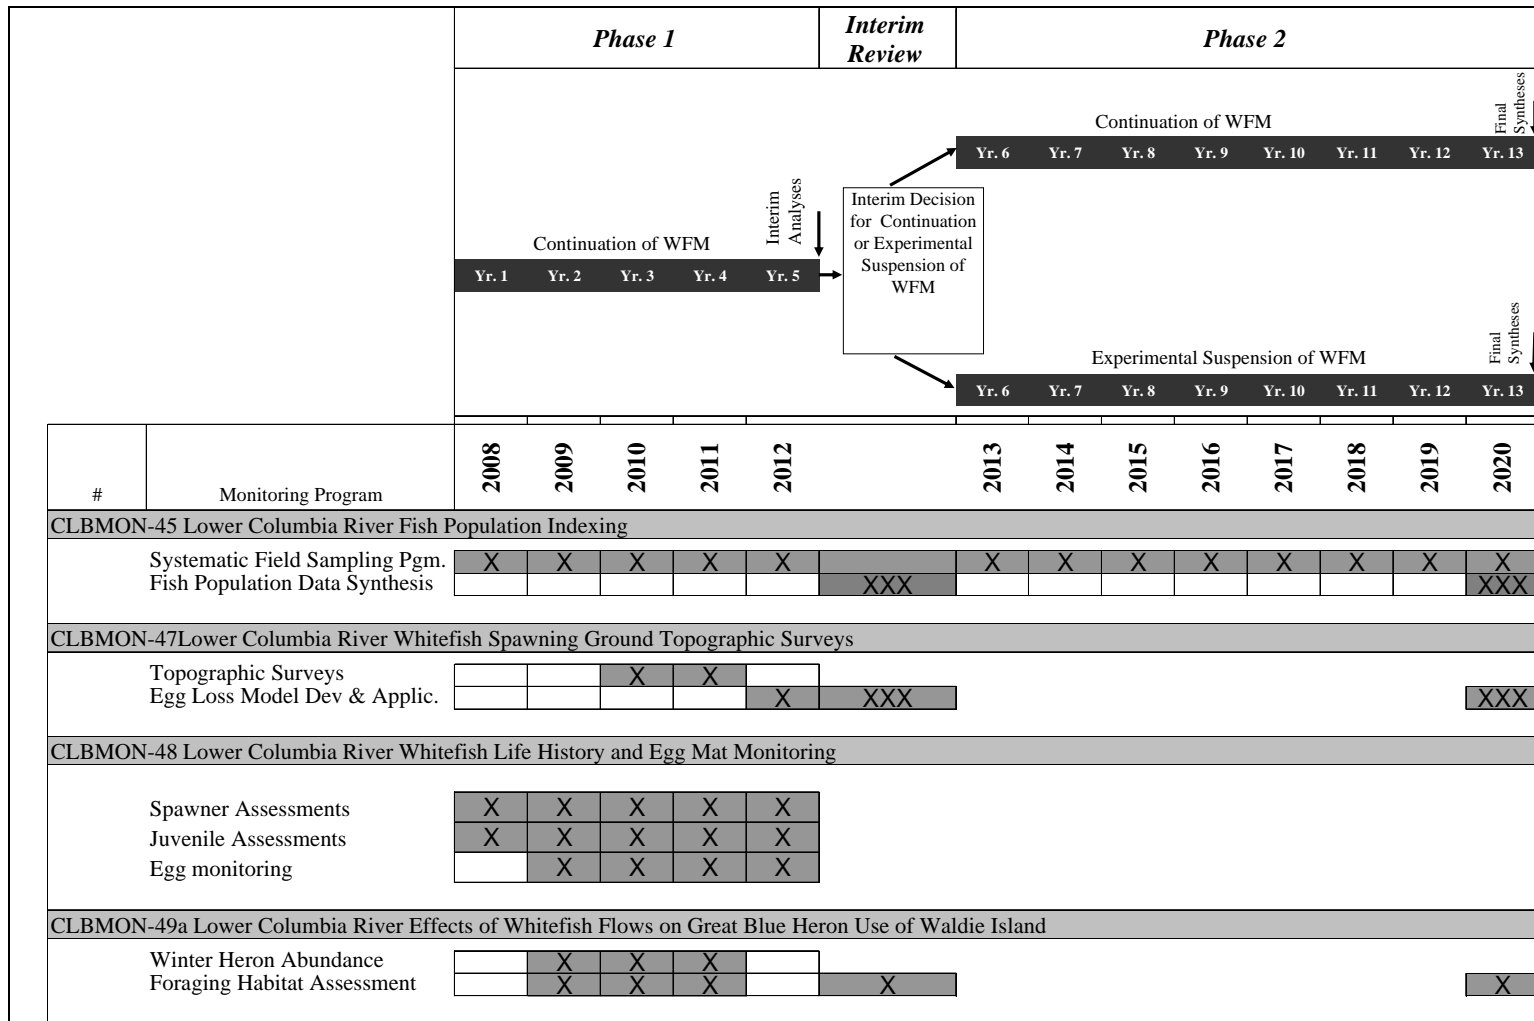 Phase 1
Interim
Review
Phase 2
Final
Syntheses
Continuation of WFM
Yr. 6 Yr. 7 Yr. 8 Yr. 9 Yr. 10 Yr. 11 Yr. 12 Yr. 13
Interim
Analyses
Interim Decision
for Continuation
or Experimental
Suspension of
WFM
Continuation of WFM
Yr. 1 Yr. 2 Yr. 3 Yr. 4 Yr. 5
Final
Syntheses
Experimental Suspension of WFM
Yr. 6 Yr. 7 Yr. 8 Yr. 9 Yr. 10 Yr. 11 Yr. 12 Yr. 13
# Monitoring Program 2008 2009 2010 2011 2012 2013 2014 2015 2016 2017 2018 2019 2020
CLBMON-45 Lower Columbia River Fish Population Indexing
Systematic Field Sampling Pgm. X X X X X X X X X X X X X
Fish Population Data Synthesis XXX XXX
CLBMON-47Lower Columbia River Whitefish Spawning Ground Topographic Surveys
Topographic Surveys X X
Egg Loss Model Dev & Applic. X XXX XXX
CLBMON-48 Lower Columbia River Whitefish Life History and Egg Mat Monitoring
Spawner Assessments X X X X X
Juvenile Assessments X X X X X
Egg monitoring X X X X
CLBMON-49a Lower Columbia River Effects of Whitefish Flows on Great Blue Heron Use of Waldie Island
Winter Heron Abundance X X X
Foraging Habitat Assessment X X X X X